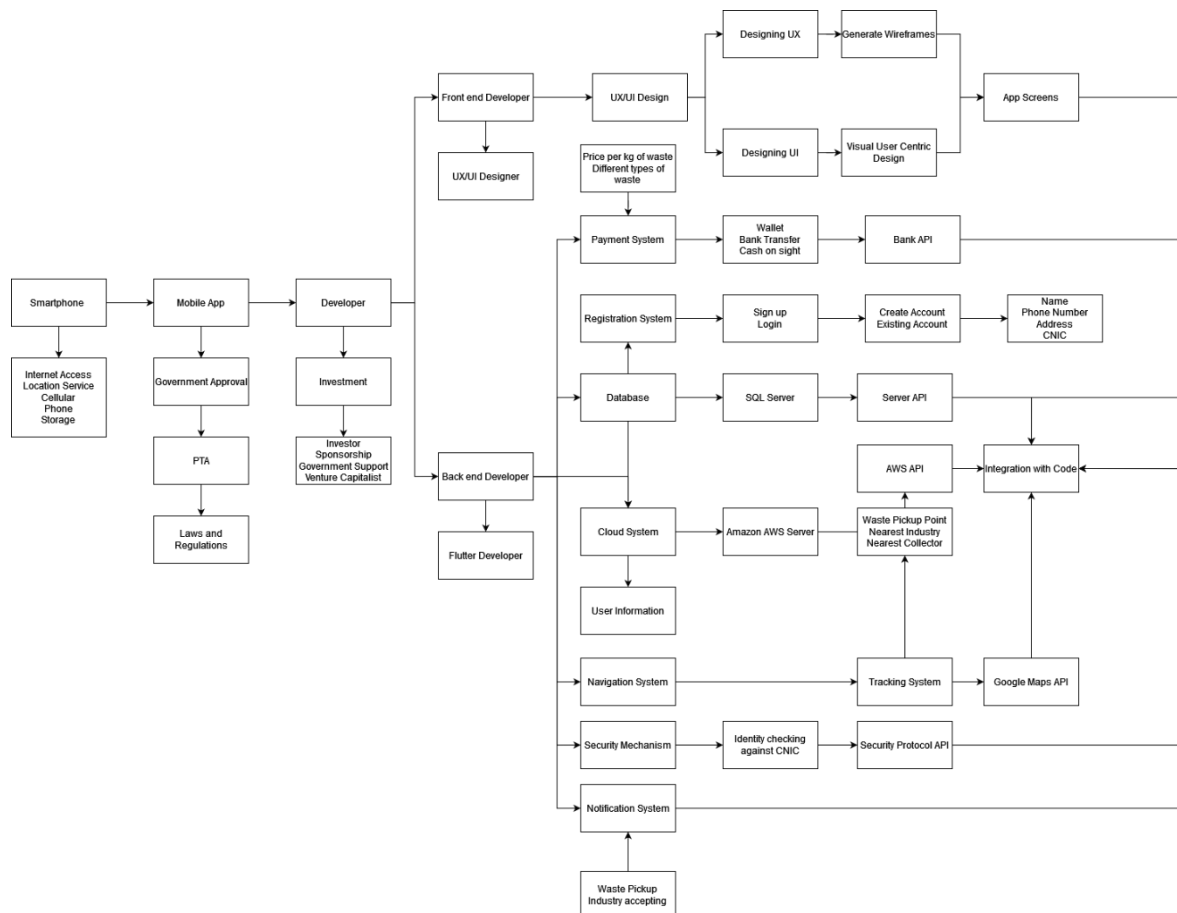 Designing UX
Generate Wireframes
Front end Developer
UX/UI Design
App Screens
UX/UI Designer
Price per kg of waste
Different types of
waste
Designing UI
Visual User Centric
Design
Payment System
Wallet
Bank Transfer
Cash on sight
Bank API
Smartphone
Mobile App
Developer
Registration System
Sign up
Login
Create Account
Existing Account
Name
Phone Number
Address
CNIC
Internet Access
Location Service
Cellular
Phone
Storage
Government Approval
Investment
Database
SQL Server
Server API
PTA
Investor
Sponsorship
Government Support
Venture Capitalist
Back end Developer
AWS API
Integration with Code
Laws and
Regulations
Flutter Developer
Cloud System
Amazon AWS Server
Waste Pickup Point
Nearest Industry
Nearest Collector
User Information
Navigation System
Tracking System
Google Maps API
Security Mechanism
Identity checking
against CNIC
Security Protocol API
Notification System
Waste Pickup
Industry accepting